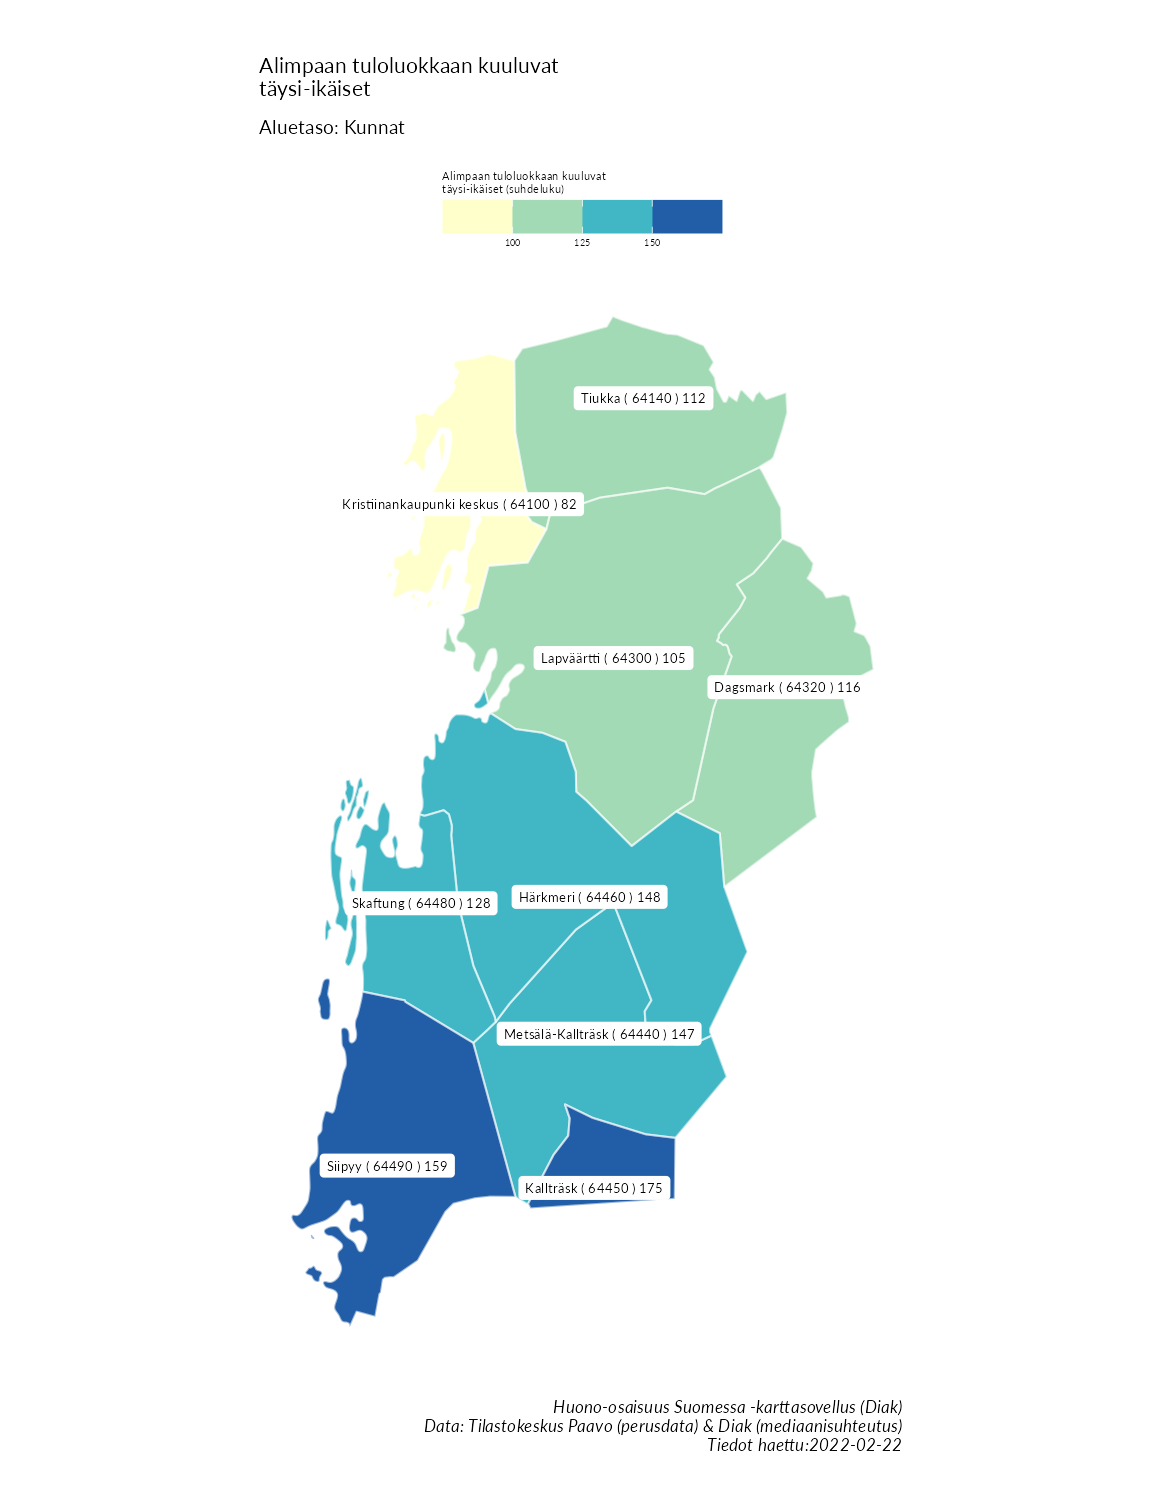 Alimpaan tuloluokkaan kuuluvat
täysi-ikäiset
Aluetaso: Kunnat
Alimpaan tuloluokkaan kuuluvat
täysi-ikäiset (suhdeluku)
100 125 150
Tiukka ( 64140 ) 112
Kristiinankaupunki keskus ( 64100 ) 82
Lapväärtti ( 64300 ) 105
Dagsmark ( 64320 ) 116
Härkmeri ( 64460 ) 148
Skaftung ( 64480 ) 128
Metsälä-Kallträsk ( 64440 ) 147
Siipyy ( 64490 ) 159
Kallträsk ( 64450 ) 175
Huono-osaisuus Suomessa -karttasovellus (Diak)
Data: Tilastokeskus Paavo (perusdata) & Diak (mediaanisuhteutus)
Tiedot haettu:2022-02-22